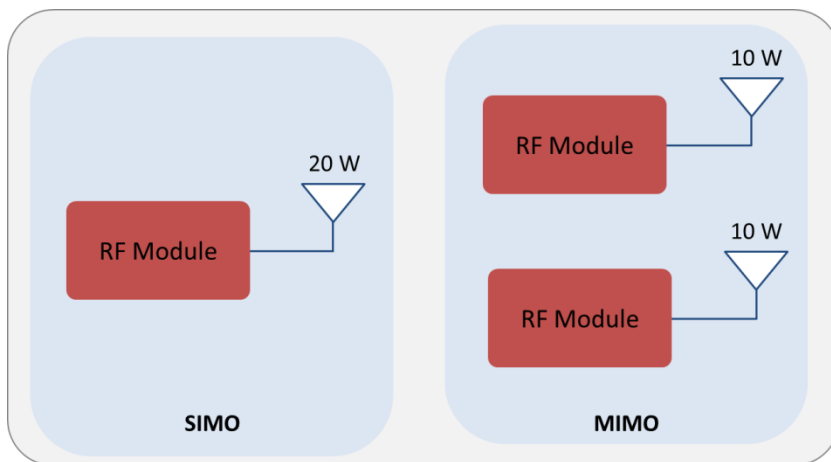 20 W
RF Module
SIMO
10 W
RF Module
10 W
RF Module
MIMO